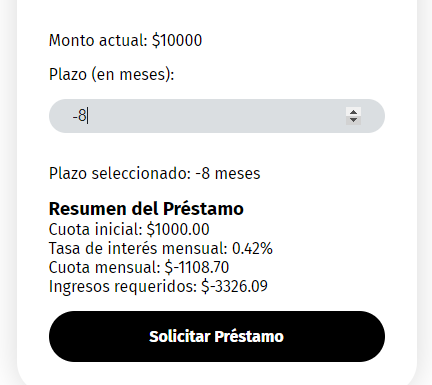 Monto actual: $10000
Plazo (en meses):
-8
Plazo seleccionado: -8 meses
Resumen del Préstamo
Cuota inicial: $1000.00
Tasa de interés mensual: 0.42%
Cuota mensual: $-1108.70
Ingresos requeridos: $-3326.09
Solicitar Préstamo